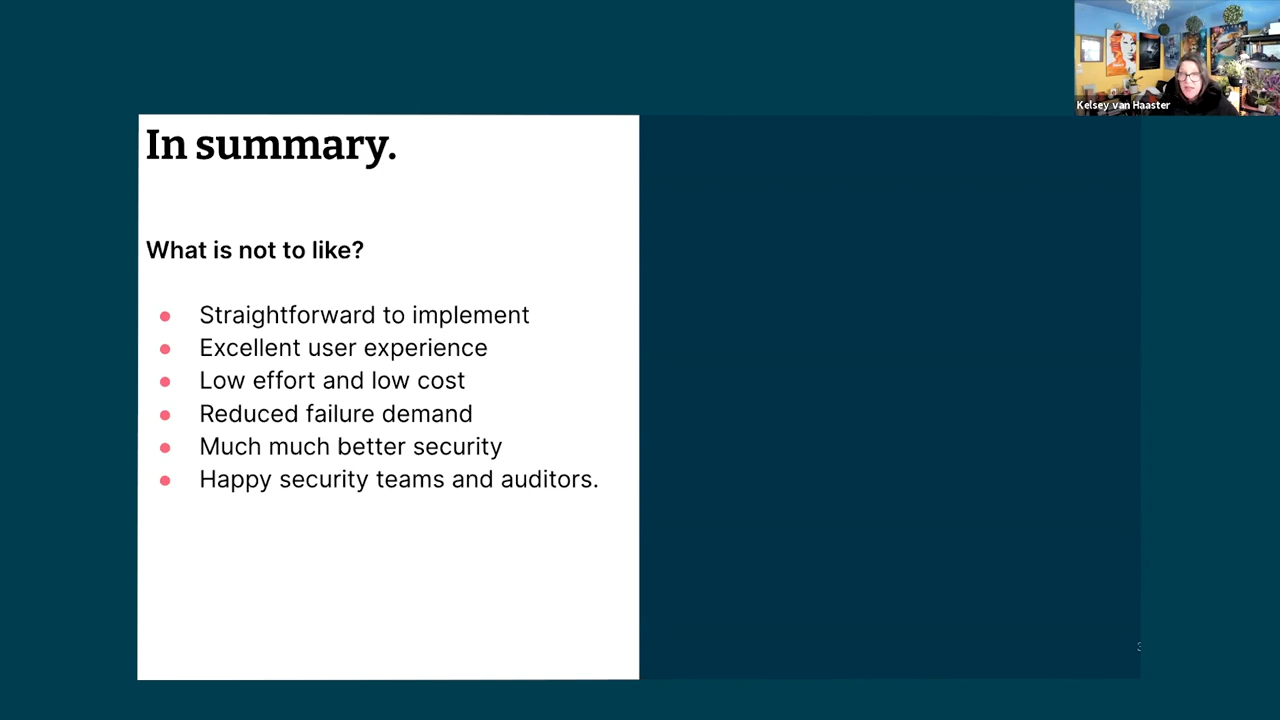 Kelsey van Haaster
In summary.
What is not to like?
● Straightforward to implement
● Excellent user experience
● Low effort and low cost
● Reduced failure demand
● Much much better security
● Happy security teams and auditors.